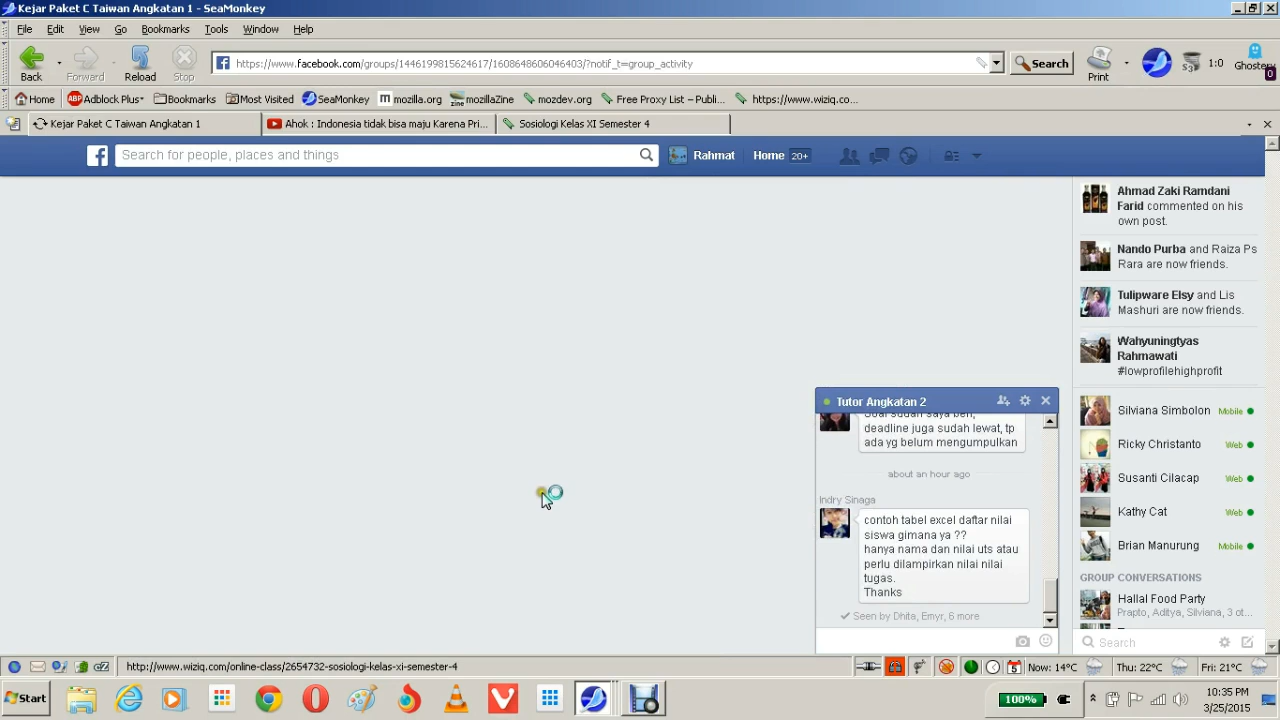 Kejar Paket C Taiwan Angkatan 1 - SeaMonkey
File Edit View Go Bookmarks Tools Window Help
https://www.facebook.com/groups/1446199815624617/1608648606046403/?notif_t=group_activity
Search
1:0
Back Forward Reload Stop
Print
Ghostery
0
Home Adblock Plus Bookmarks Most Visited SeaMonkey mozilla.org mozillaZine mozdev.org Free Proxy List – Publi... https://www.wiziq.co...
Kejar Paket C Taiwan Angkatan 1
Ahok : Indonesia tidak bisa maju Karena Pri...
Sosiologi Kelas XI Semester 4
Search for people, places and things
Rahmat
Home 20+
Ahmad Zaki Ramdani
Farid commented on his
own post.
Nando Purba and Raiza Ps
Rara are now friends.
Tulipware Elsy and Lis
Mashuri are now friends.
Wahyuningtyas
Rahmawati
#lowprofilehighprofit
Tutor Angkatan 2
deadline juga sudah lewat, tp
ada yg belum mengumpulkan
about an hour ago
Indry Sinaga
contoh tabel excel daftar nilai
siswa gimana ya ??
hanya nama dan nilai uts atau
perlu dilampirkan nilai nilai
tugas.
Thanks
Seen by Dhita, Emyr, 6 more
Silviana Simbolon Mobile
Ricky Christanto Web
Susanti Cilacap Web
Kathy Cat Web
Brian Manurung Mobile
GROUP CONVERSATIONS
Hallal Food Party
Prapto, Aditya, Silviana, 3 ot...
Search
http://www.wiziq.com/online-class/2654732-sosiologi-kelas-xi-semester-4
Now: 14°C Thu: 22°C Fri: 21°C
Start
100%
10:35 PM
3/25/2015